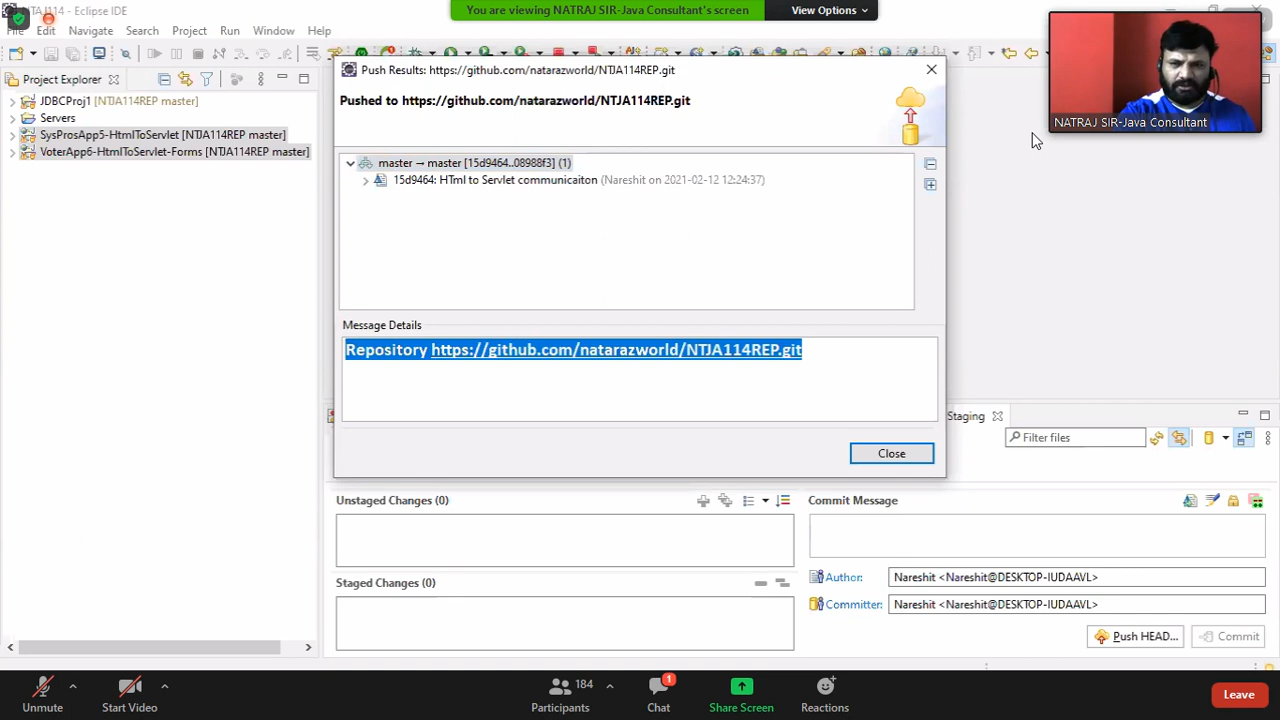 NTAJ114 - Eclipse IDE
You are viewing NATRAJ SIR-Java Consultant's screen
View Options
File Edit Navigate Search Project Run Window Help
Project Explorer
JDBCProj1 [NTJA114REP master]
Servers
SysProsApp5-HtmlToServlet [NTJA114REP master]
VoterApp6-HtmlToServlet-Forms [NTJA114REP master]
Push Results: https://github.com/natarazworld/NTJA114REP.git
Pushed to https://github.com/natarazworld/NTJA114REP.git
master → master [15d9464..08988f3] (1)
15d9464: HTml to Servlet communicaiton (Nareshit on 2021-02-12 12:24:37)
Message Details
Repository https://github.com/natarazworld/NTJA114REP.git
Close
NATRAJ SIR-Java Consultant
Staging
Filter files
Unstaged Changes (0)
Staged Changes (0)
Commit Message
Author: Nareshit <Nareshit@DESKTOP-IUDAAVL>
Committer: Nareshit <Nareshit@DESKTOP-IUDAAVL>
Push HEAD... Commit
Unmute
Start Video
184
Participants
1
Chat
Share Screen
Reactions
Leave